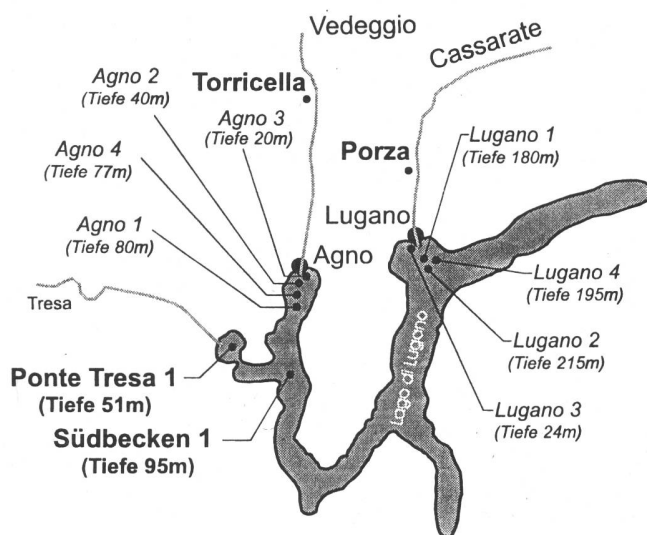 Vedeggio
Cassarate
Agno 2
(Tiefe 40m)
Torricella
Agno 3
(Tiefe 20m)
Agno 4
(Tiefe 77m)
Porza
Lugano 1
(Tiefe 180m)
Agno 1
(Tiefe 80m)
Lugano
Agno
Lugano 4
(Tiefe 195m)
Tresa
Lugano 2
(Tiefe 215m)
Ponte Tresa 1
(Tiefe 51m)
Lago di Lugano
Lugano 3
(Tiefe 24m)
Südbecken 1
(Tiefe 95m)